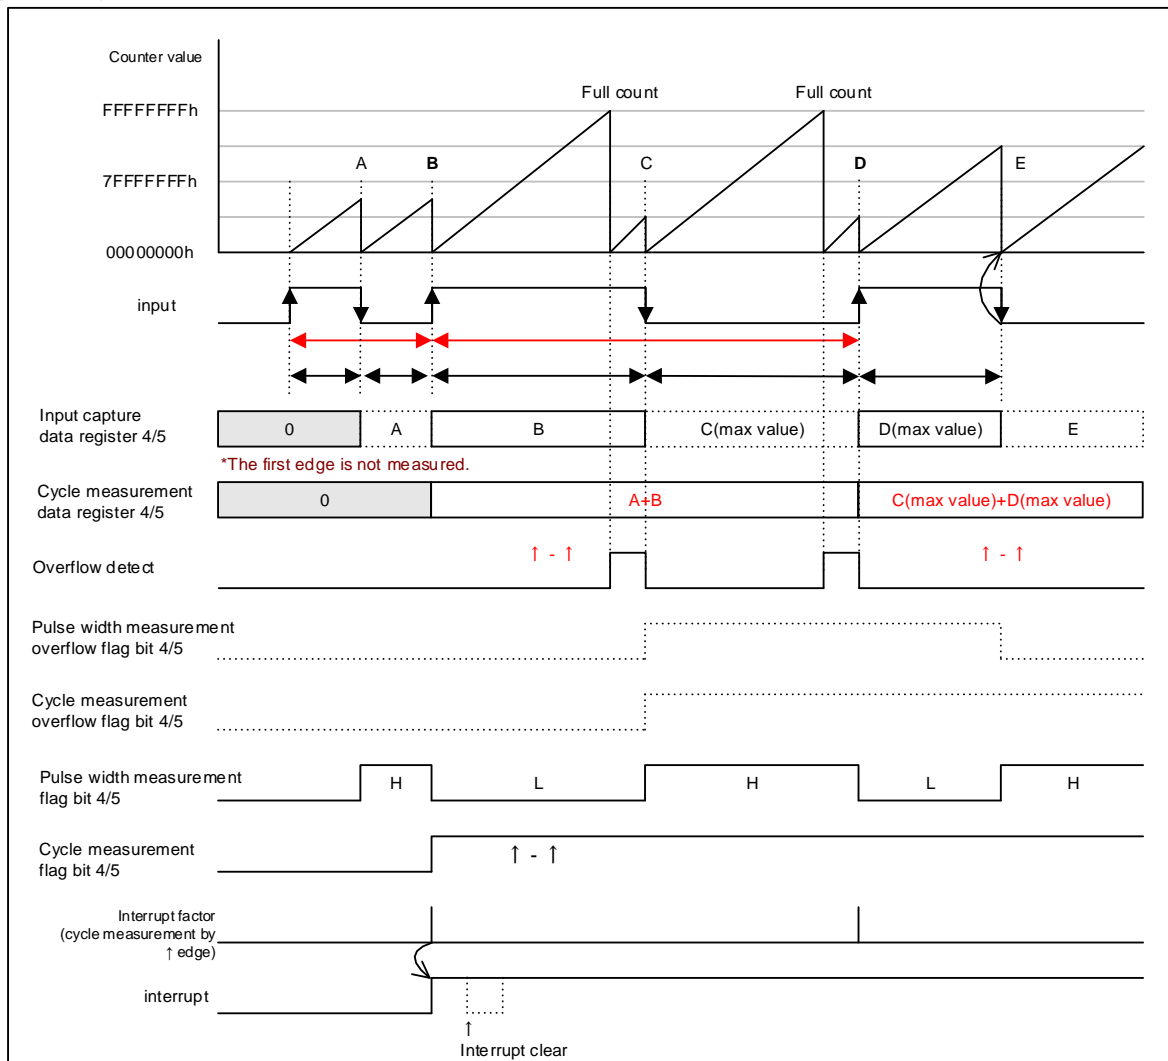 Counter value
Full count
Full count
FFFFFFFFh
A
B
C
D
E
7FFFFFFFh
00000000h
input
Input capture
data register 4/5
0
A
B
C(max value)
D(max value)
E
*The first edge is not measured.
Cycle measurement
data register 4/5
0
A+B
C(max value)+D(max value)
↑ - ↑
↑ - ↑
Overflow detect
Pulse width measurement
overflow flag bit 4/5
Cycle measurement
overflow flag bit 4/5
Pulse width measurement
flag bit 4/5
H
L
H
L
H
Cycle measurement
flag bit 4/5
↑ - ↑
Interrupt factor
(cycle measurement by
↑ edge)
interrupt
↑
Interrupt clear